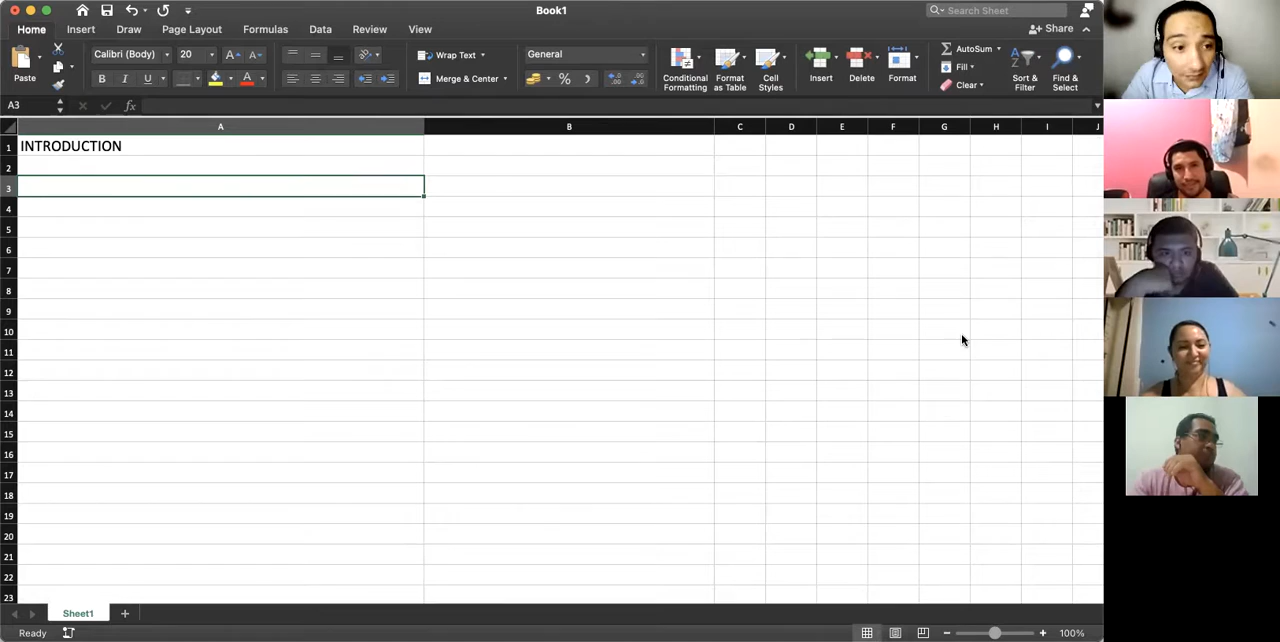 Book1
Search Sheet
Home Insert Draw Page Layout Formulas Data Review View
Share
Paste
Calibri (Body) 20
A A
B I U A
Wrap Text
Merge & Center
General
%
Conditional Formatting
Format as Table
Cell Styles
Insert
Delete
Format
AutoSum
Fill
Clear
Sort & Filter
Find & Select
A3 fx
A B C D E F G H I J
1 INTRODUCTION
2
3
4
5
6
7
8
9
10
11
12
13
14
15
16
17
18
19
20
21
22
23
Sheet1
Ready 100%